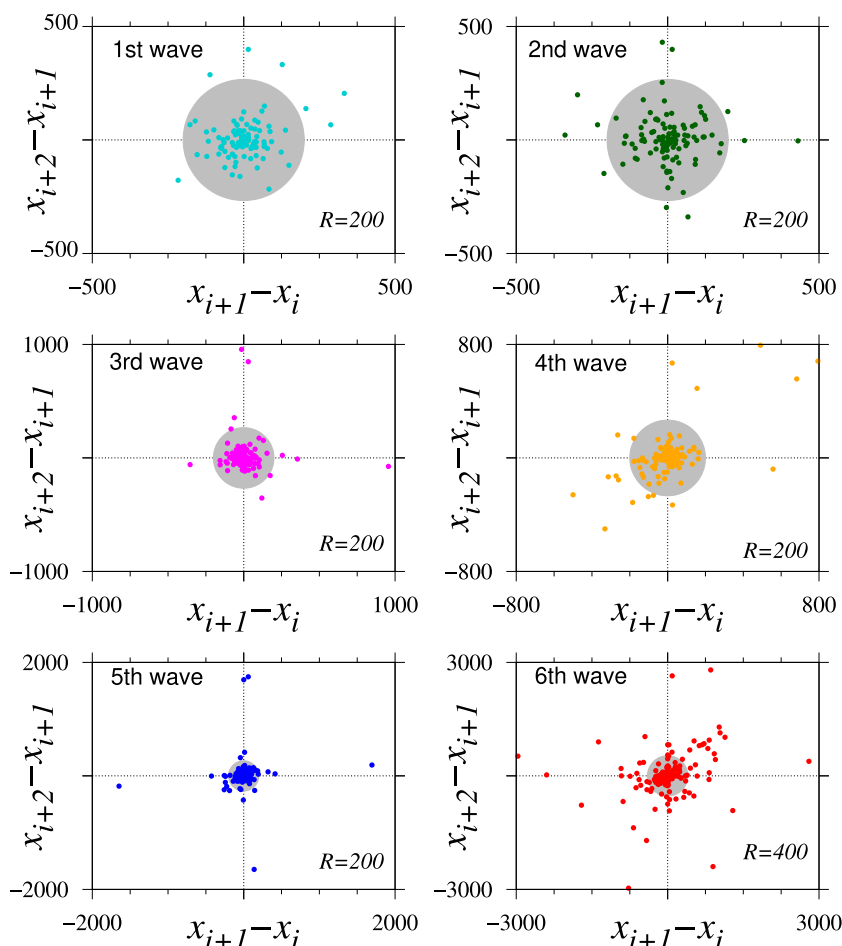 500
1st wave
x_{i+2}−x_{i+1}
R=200
−500
−500
500
x_{i+1}−x_i
500
2nd wave
x_{i+2}−x_{i+1}
R=200
−500
−500
500
x_{i+1}−x_i
1000
3rd wave
x_{i+2}−x_{i+1}
R=200
−1000
−1000
1000
x_{i+1}−x_i
800
4th wave
x_{i+2}−x_{i+1}
R=200
−800
−800
800
x_{i+1}−x_i
2000
5th wave
x_{i+2}−x_{i+1}
R=200
−2000
−2000
2000
x_{i+1}−x_i
3000
6th wave
x_{i+2}−x_{i+1}
R=400
−3000
−3000
3000
x_{i+1}−x_i